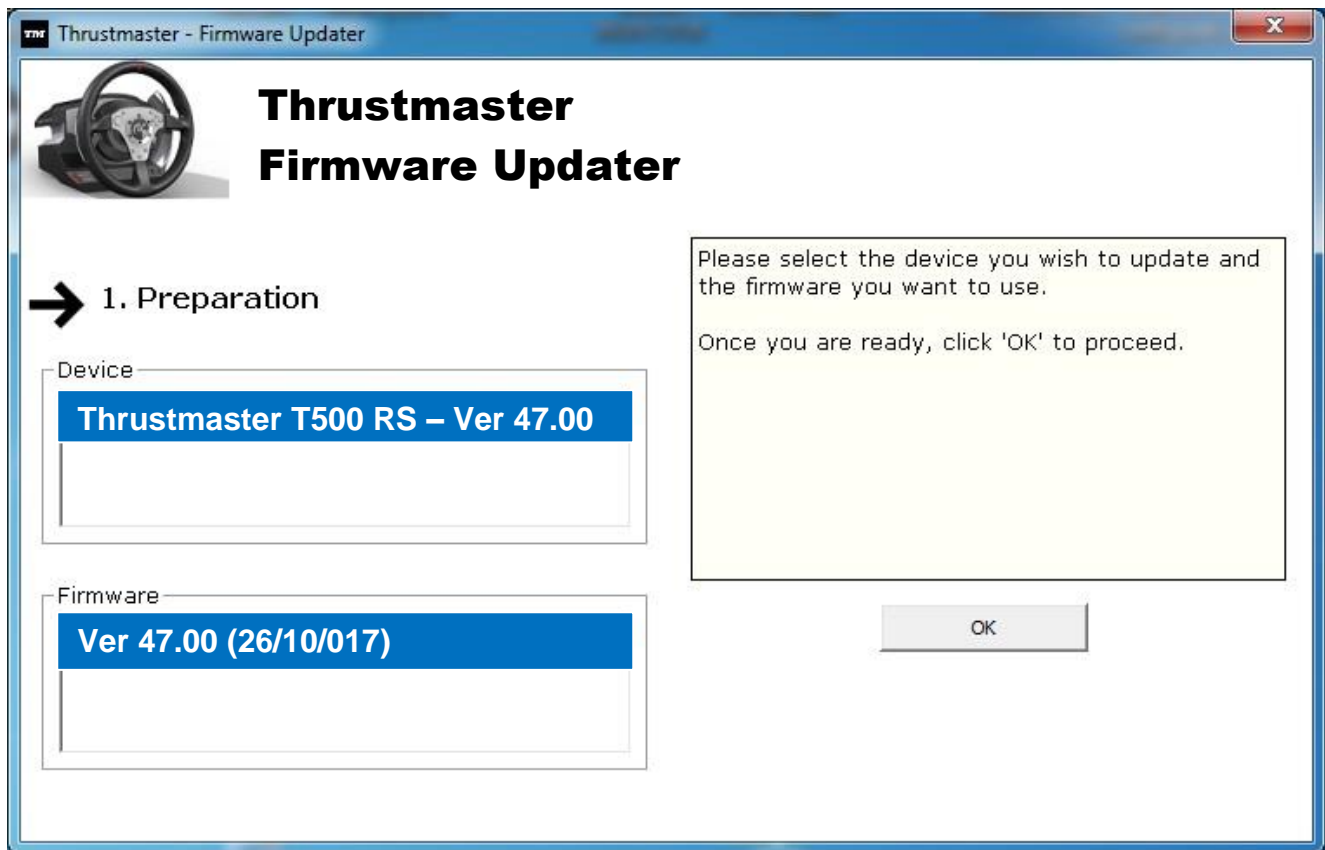 Thrustmaster - Firmware Updater
X
Thrustmaster
Firmware Updater
1. Preparation
Device
Thrustmaster T500 RS – Ver 47.00
Firmware
Ver 47.00 (26/10/017)
Please select the device you wish to update and
the firmware you want to use.
Once you are ready, click 'OK' to proceed.
OK